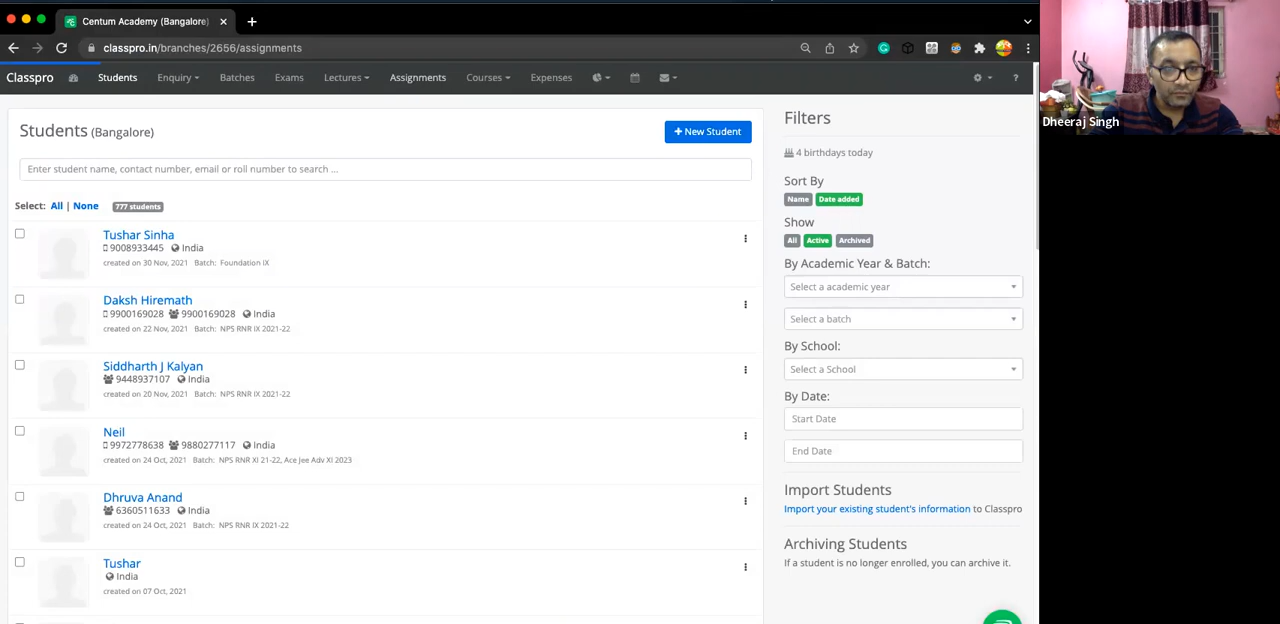 Centum Academy (Bangalore)
classpro.in/branches/2656/assignments
Classpro Students Enquiry Batches Exams Lectures Assignments Courses Expenses ?
Students (Bangalore)
+ New Student
Enter student name, contact number, email or roll number to search ...
Select: All | None 777 students
Tushar Sinha
9008933445 India
created on 30 Nov, 2021 Batch: Foundation IX
Daksh Hiremath
9900169028 9900169028 India
created on 22 Nov, 2021 Batch: NPS RNR IX 2021-22
Siddharth J Kalyan
9448937107 India
created on 20 Nov, 2021 Batch: NPS RNR IX 2021-22
Neil
9972778638 9880277117 India
created on 24 Oct, 2021 Batch: NPS RNR XI 21-22, Ace Jee Adv XI 2023
Dhruva Anand
6360511633 India
created on 24 Oct, 2021 Batch: NPS RNR IX 2021-22
Tushar
India
created on 07 Oct, 2021
Filters
4 birthdays today
Sort By
Name Date added
Show
All Active Archived
By Academic Year & Batch:
Select a academic year
Select a batch
By School:
Select a School
By Date:
Start Date
End Date
Import Students
Import your existing student's information to Classpro
Archiving Students
If a student is no longer enrolled, you can archive it.
Dheeraj Singh